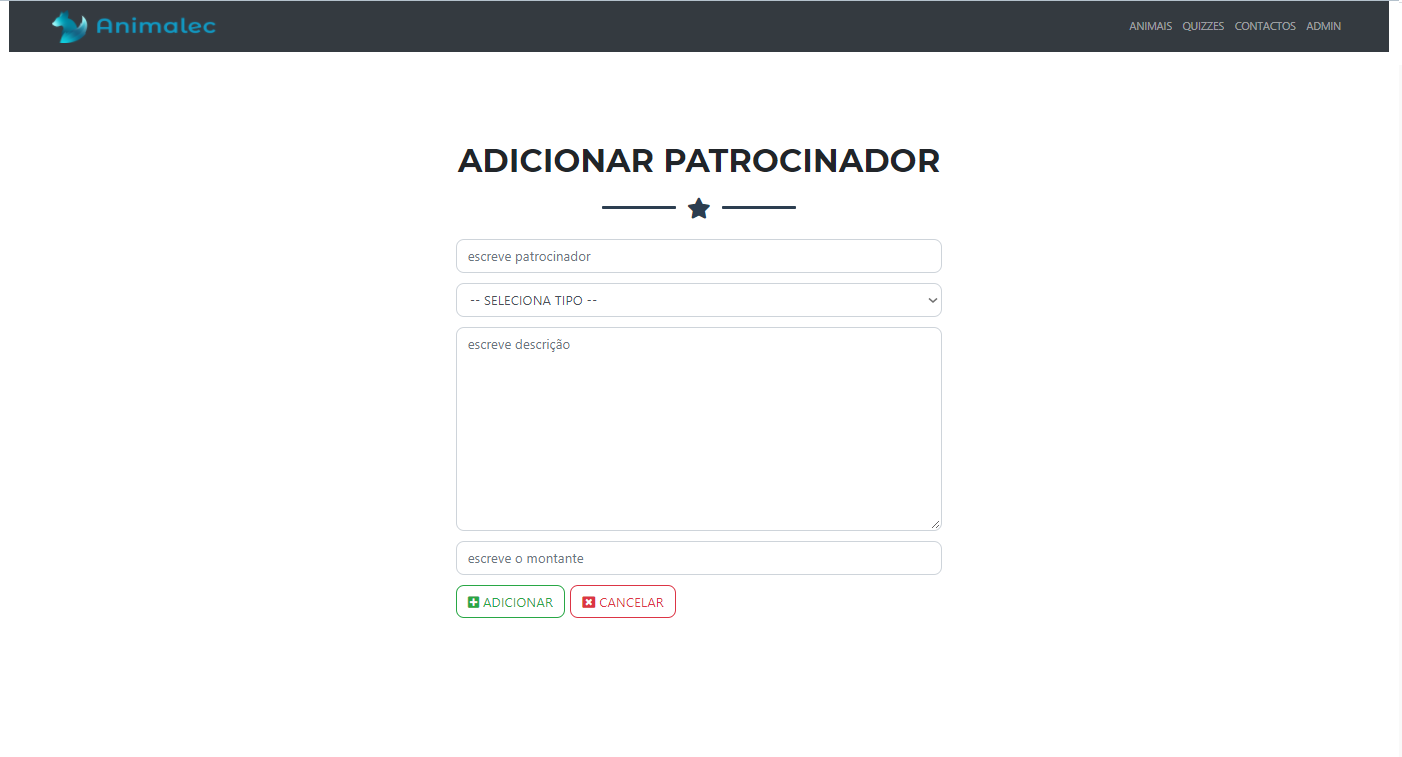 Animalec
ANIMAIS QUIZZES CONTACTOS ADMIN
ADICIONAR PATROCINADOR
escreve patrocinador
-- SELECIONA TIPO --
escreve descrição
escreve o montante
ADICIONAR CANCELAR